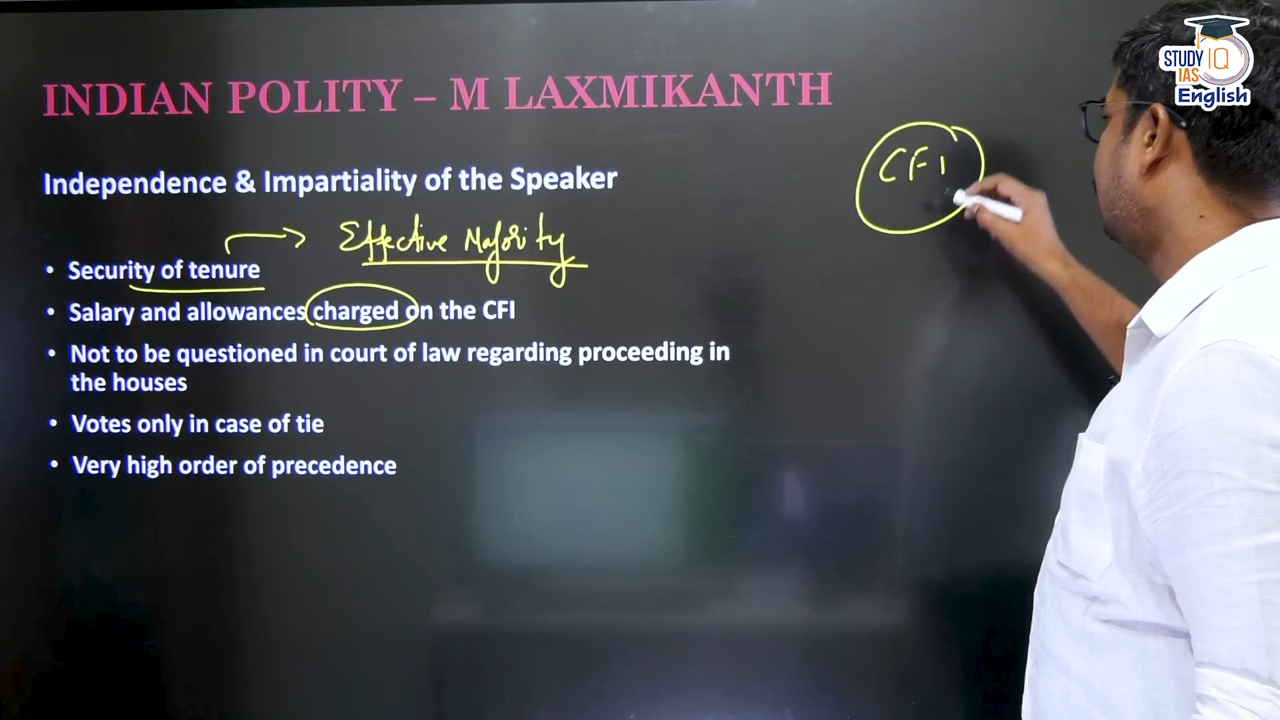 STUDY IQ
IAS
English
INDIAN POLITY – M LAXMIKANTH
CFI
Independence & Impartiality of the Speaker
Effective Majority
• Security of tenure
• Salary and allowances charged on the CFI
• Not to be questioned in court of law regarding proceeding in
the houses
• Votes only in case of tie
• Very high order of precedence